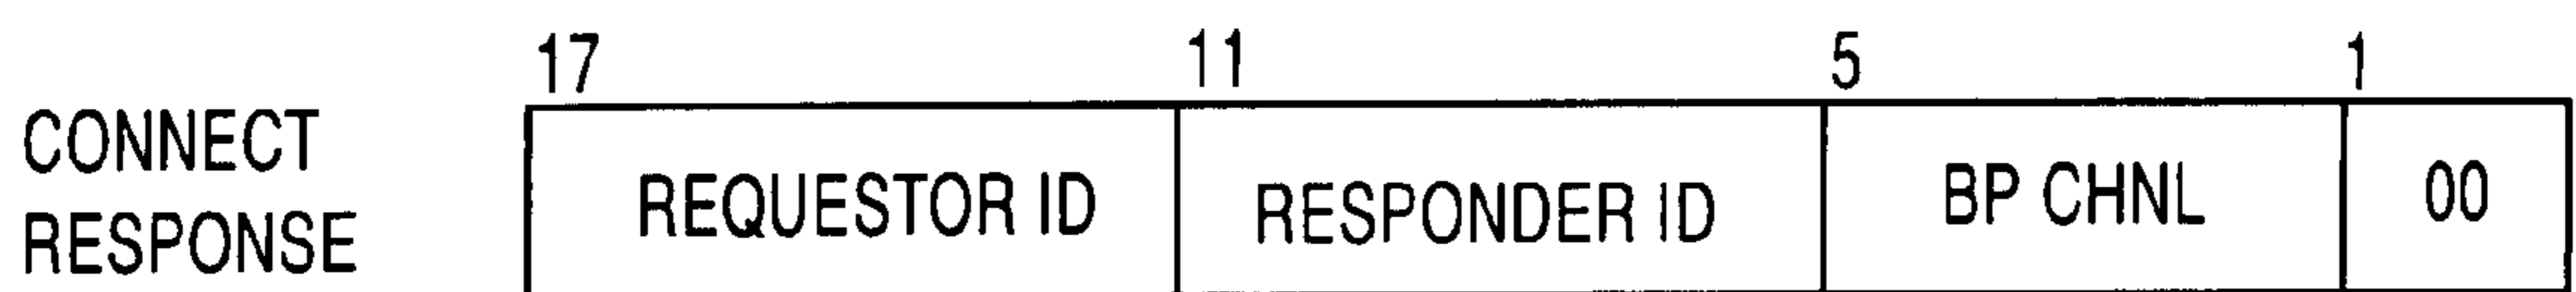 17 11 5 1
CONNECT
RESPONSE
REQUESTOR ID RESPONDER ID BP CHNL 00